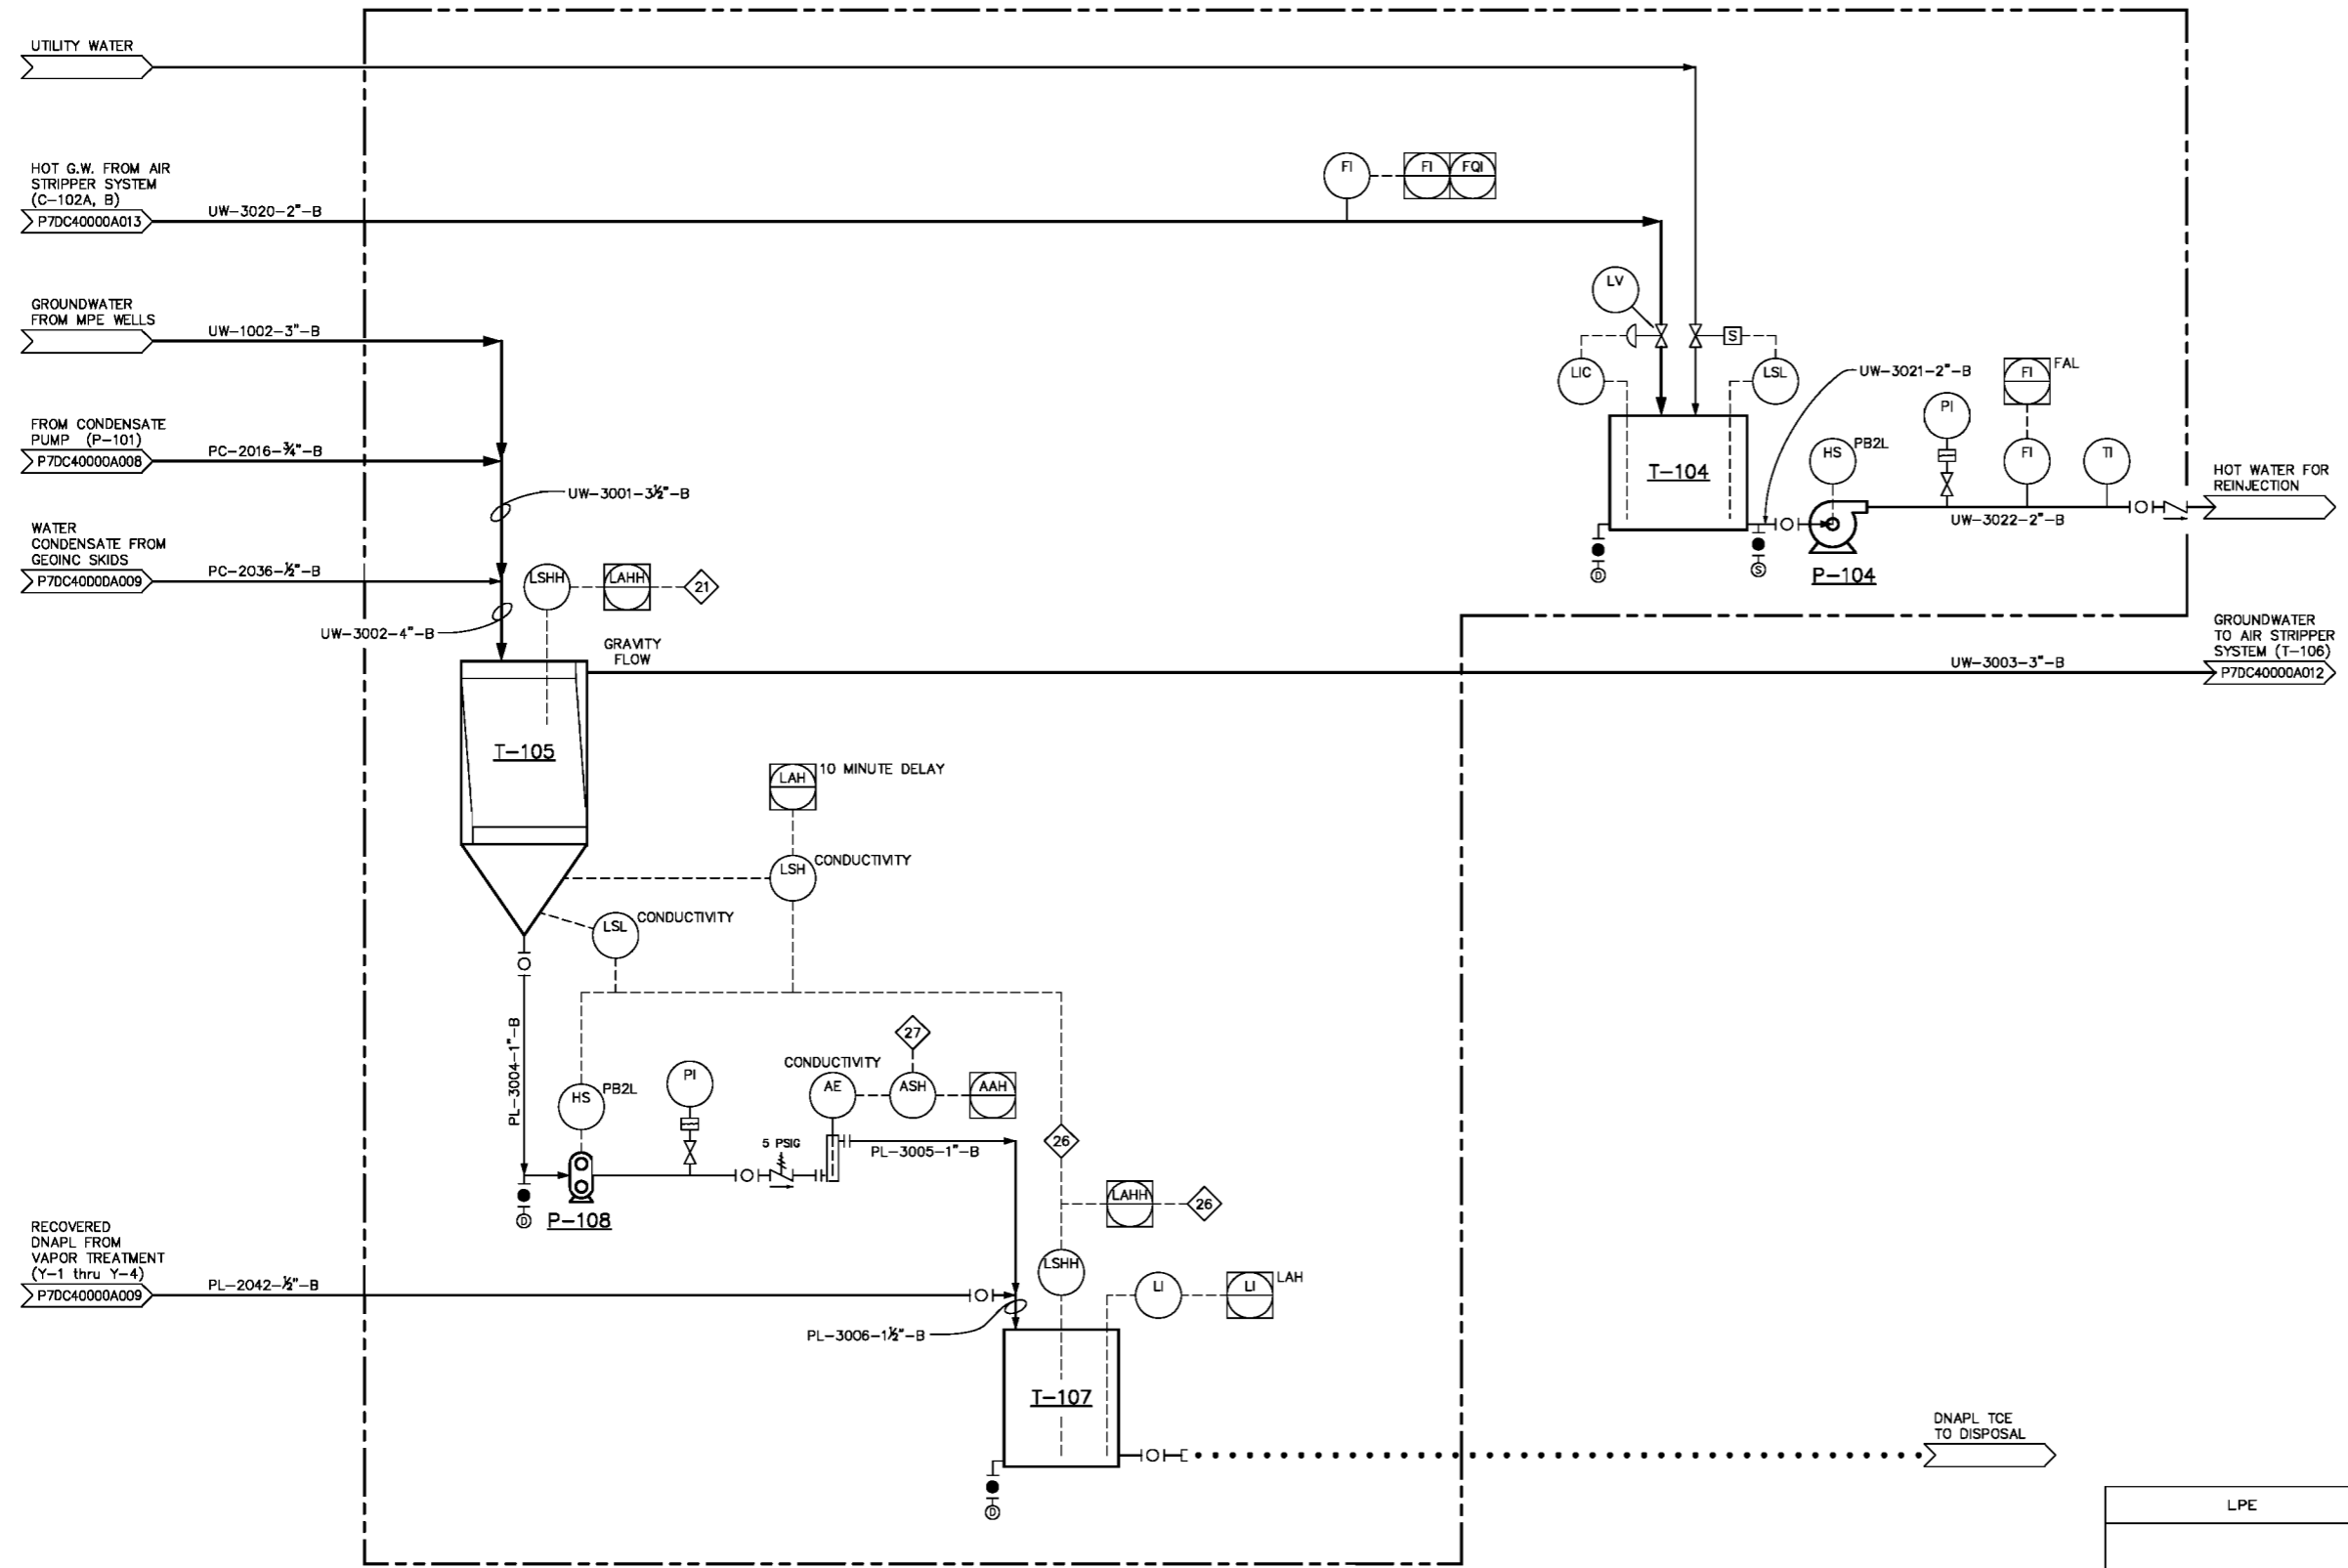 UTILITY WATER
HOT G.W. FROM AIR
STRIPPER SYSTEM
(C-102A, B)
P7DC40000A013
UW-3020-2"-B
FI
FI
FQI
GROUNDWATER
FROM MPE WELLS
UW-1002-3"-B
LV
S
LIC
LSL
UW-3021-2"-B
FI
FAL
PI
FROM CONDENSATE
PUMP (P-101)
P7DC40000A008
PC-2016-¾"-B
T-104
HS
PB2L
FI
TI
HOT WATER FOR
REINJECTION
UW-3001-3½"-B
UW-3022-2"-B
D
S
P-104
WATER
CONDENSATE FROM
GEOINC SKIDS
P7DC40D0DA009
PC-2036-½"-B
LSHH
LAHH
21
UW-3002-4"-B
GRAVITY
FLOW
UW-3003-3"-B
GROUNDWATER
TO AIR STRIPPER
SYSTEM (T-106)
P7DC40000A012
T-105
LAH
10 MINUTE DELAY
LSH
CONDUCTIVITY
LSL
CONDUCTIVITY
PL-3004-1"-B
27
CONDUCTIVITY
HS
PB2L
PI
AE
ASH
AAH
5 PSIG
PL-3005-1"-B
26
D
P-108
LAHH
26
RECOVERED
DNAPL FROM
VAPOR TREATMENT
(Y-1 thru Y-4)
P7DC40000A009
PL-2042-½"-B
LSHH
LI
LI
LAH
PL-3006-1½"-B
T-107
D
DNAPL TCE
TO DISPOSAL
LPE